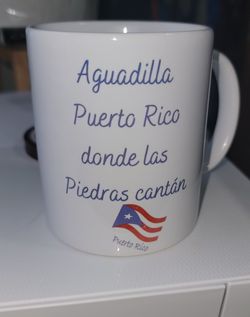 Aguadilla
Puerto Rico
donde las
Piedras cantán
Puerto Rico